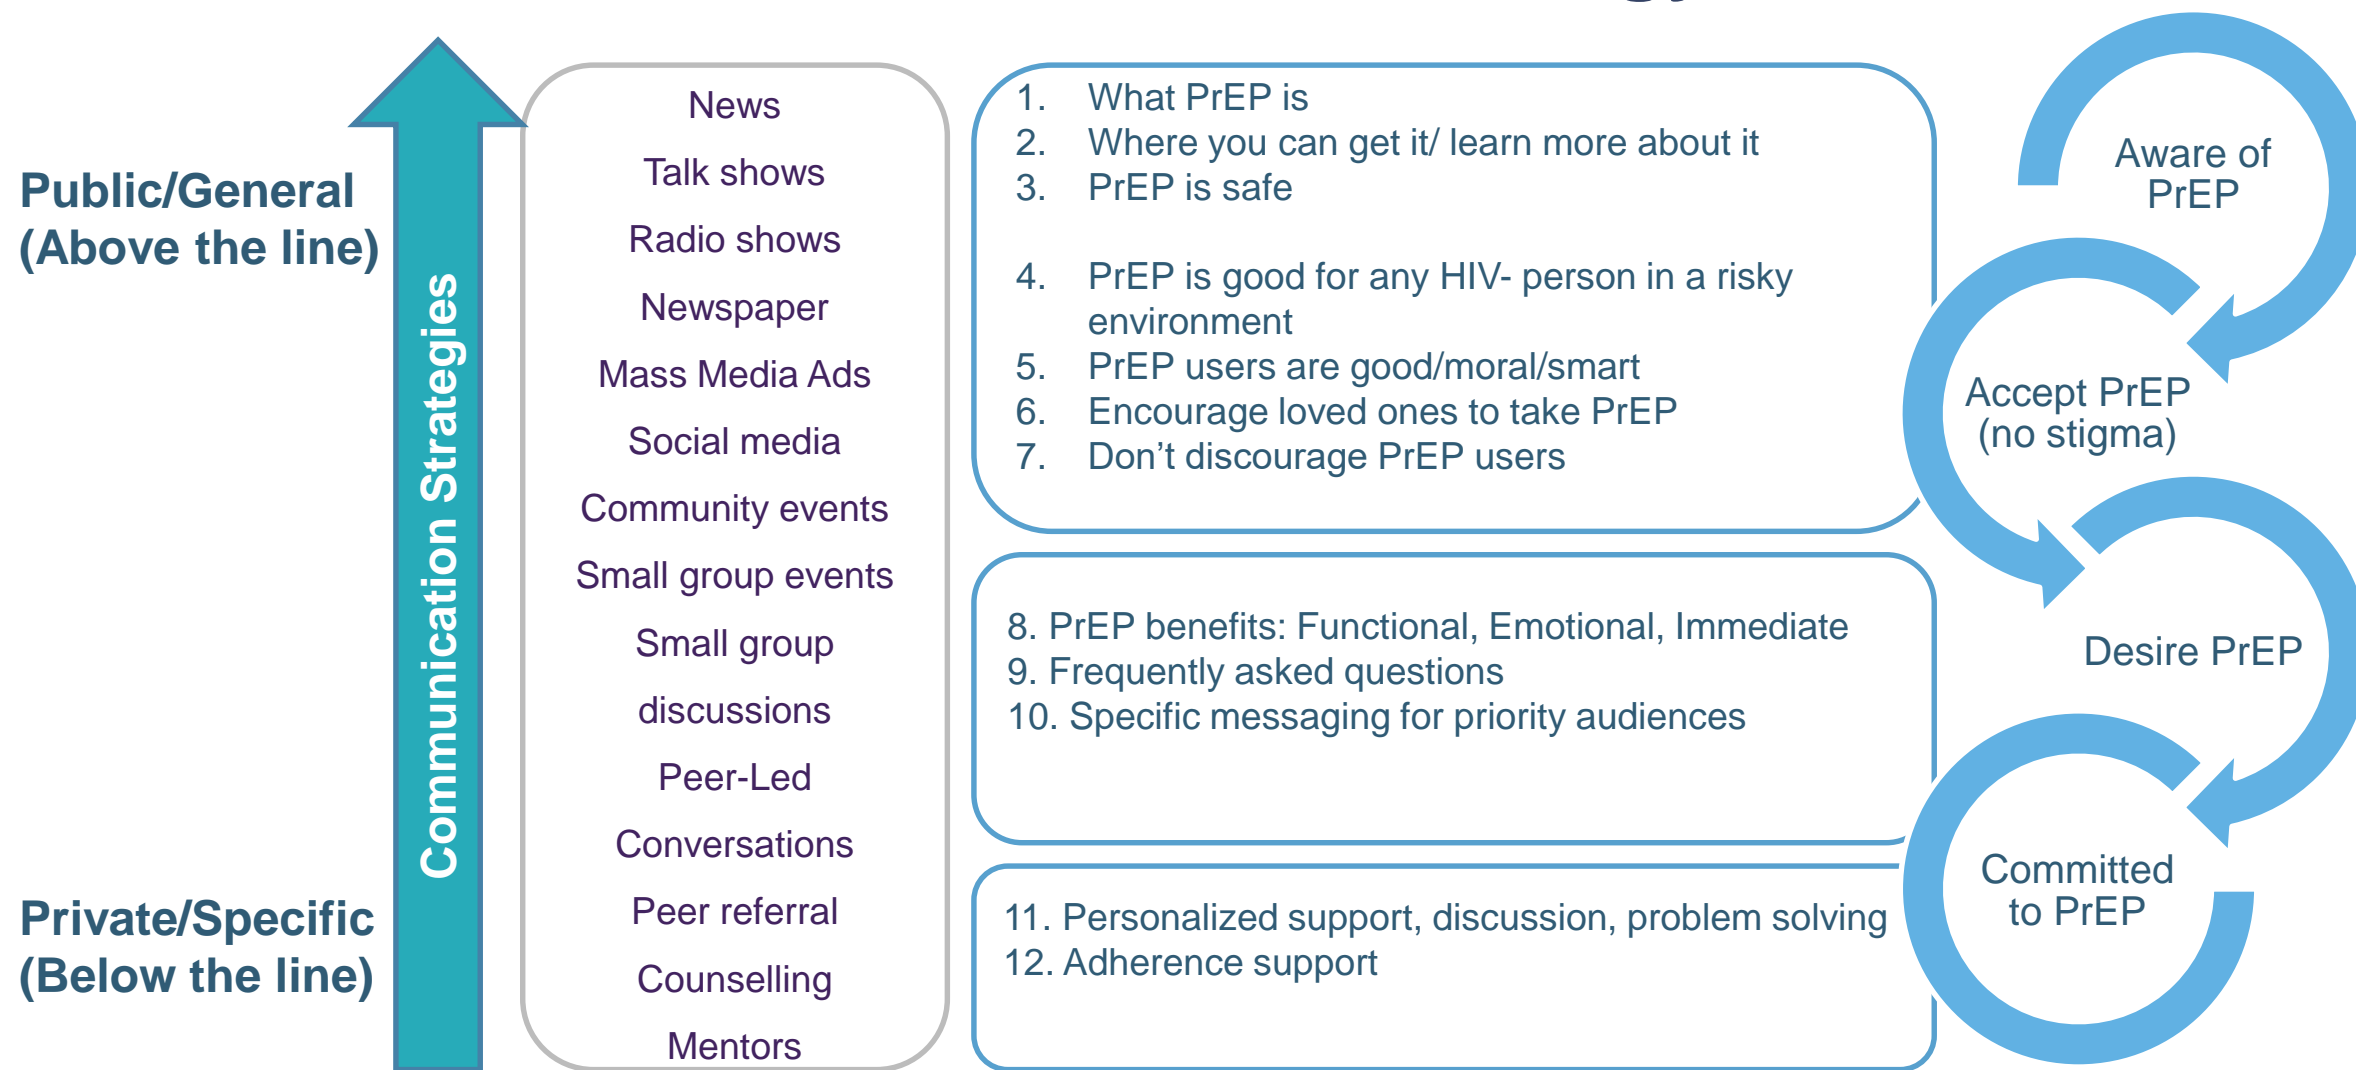 Public/General
(Above the line)
Private/Specific
(Below the line)
Communication Strategies
News
Talk shows
Radio shows
Newspaper
Mass Media Ads
Social media
Community events
Small group events
Small group
discussions
Peer-Led
Conversations
Peer referral
Counselling
Mentors
1. What PrEP is
2. Where you can get it/ learn more about it
3. PrEP is safe
4. PrEP is good for any HIV- person in a risky
environment
5. PrEP users are good/moral/smart
6. Encourage loved ones to take PrEP
7. Don’t discourage PrEP users
8. PrEP benefits: Functional, Emotional, Immediate
9. Frequently asked questions
10. Specific messaging for priority audiences
11. Personalized support, discussion, problem solving
12. Adherence support
Aware of
PrEP
Accept PrEP
(no stigma)
Desire PrEP
Committed
to PrEP